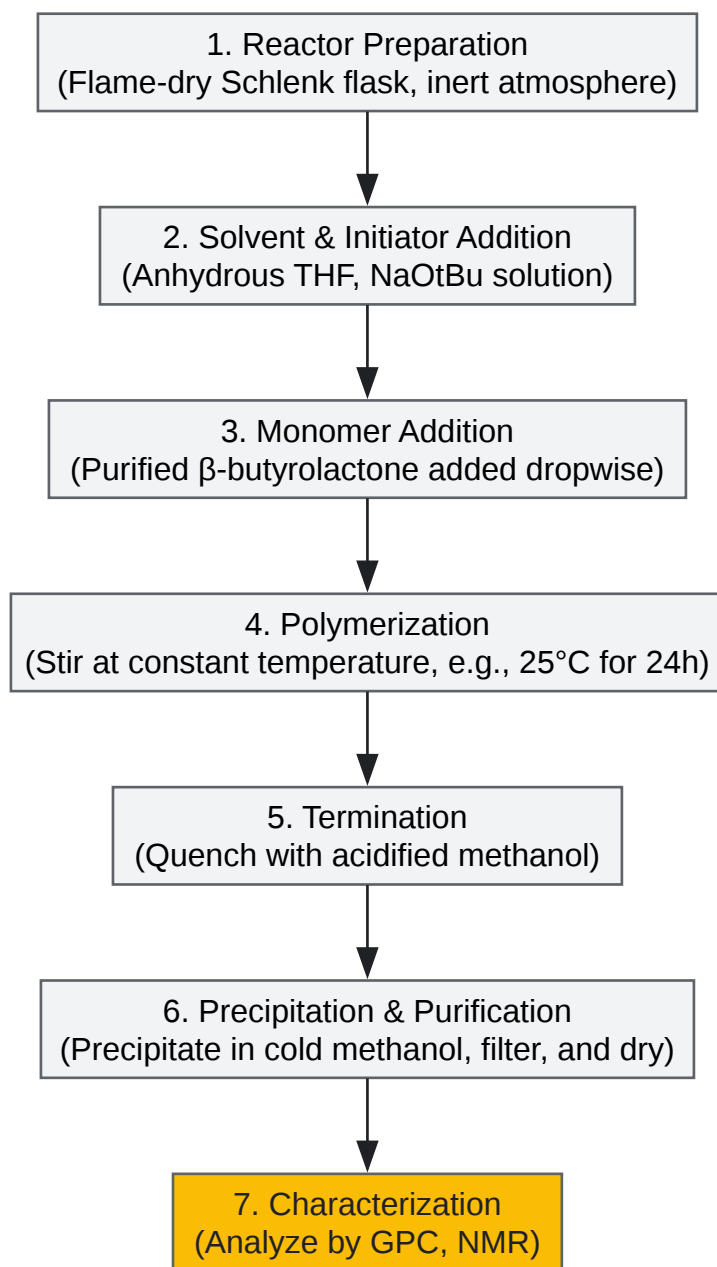 1. Reactor Preparation
(Flame-dry Schlenk flask, inert atmosphere)
2. Solvent & Initiator Addition
(Anhydrous THF, NaOtBu solution)
3. Monomer Addition
(Purified β-butyrolactone added dropwise)
4. Polymerization
(Stir at constant temperature, e.g., 25°C for 24h)
5. Termination
(Quench with acidified methanol)
6. Precipitation & Purification
(Precipitate in cold methanol, filter, and dry)
7. Characterization
(Analyze by GPC, NMR)